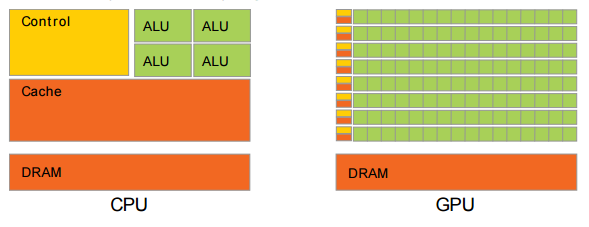 Control
ALU
ALU
ALU
ALU
Cache
DRAM
CPU
DRAM
GPU